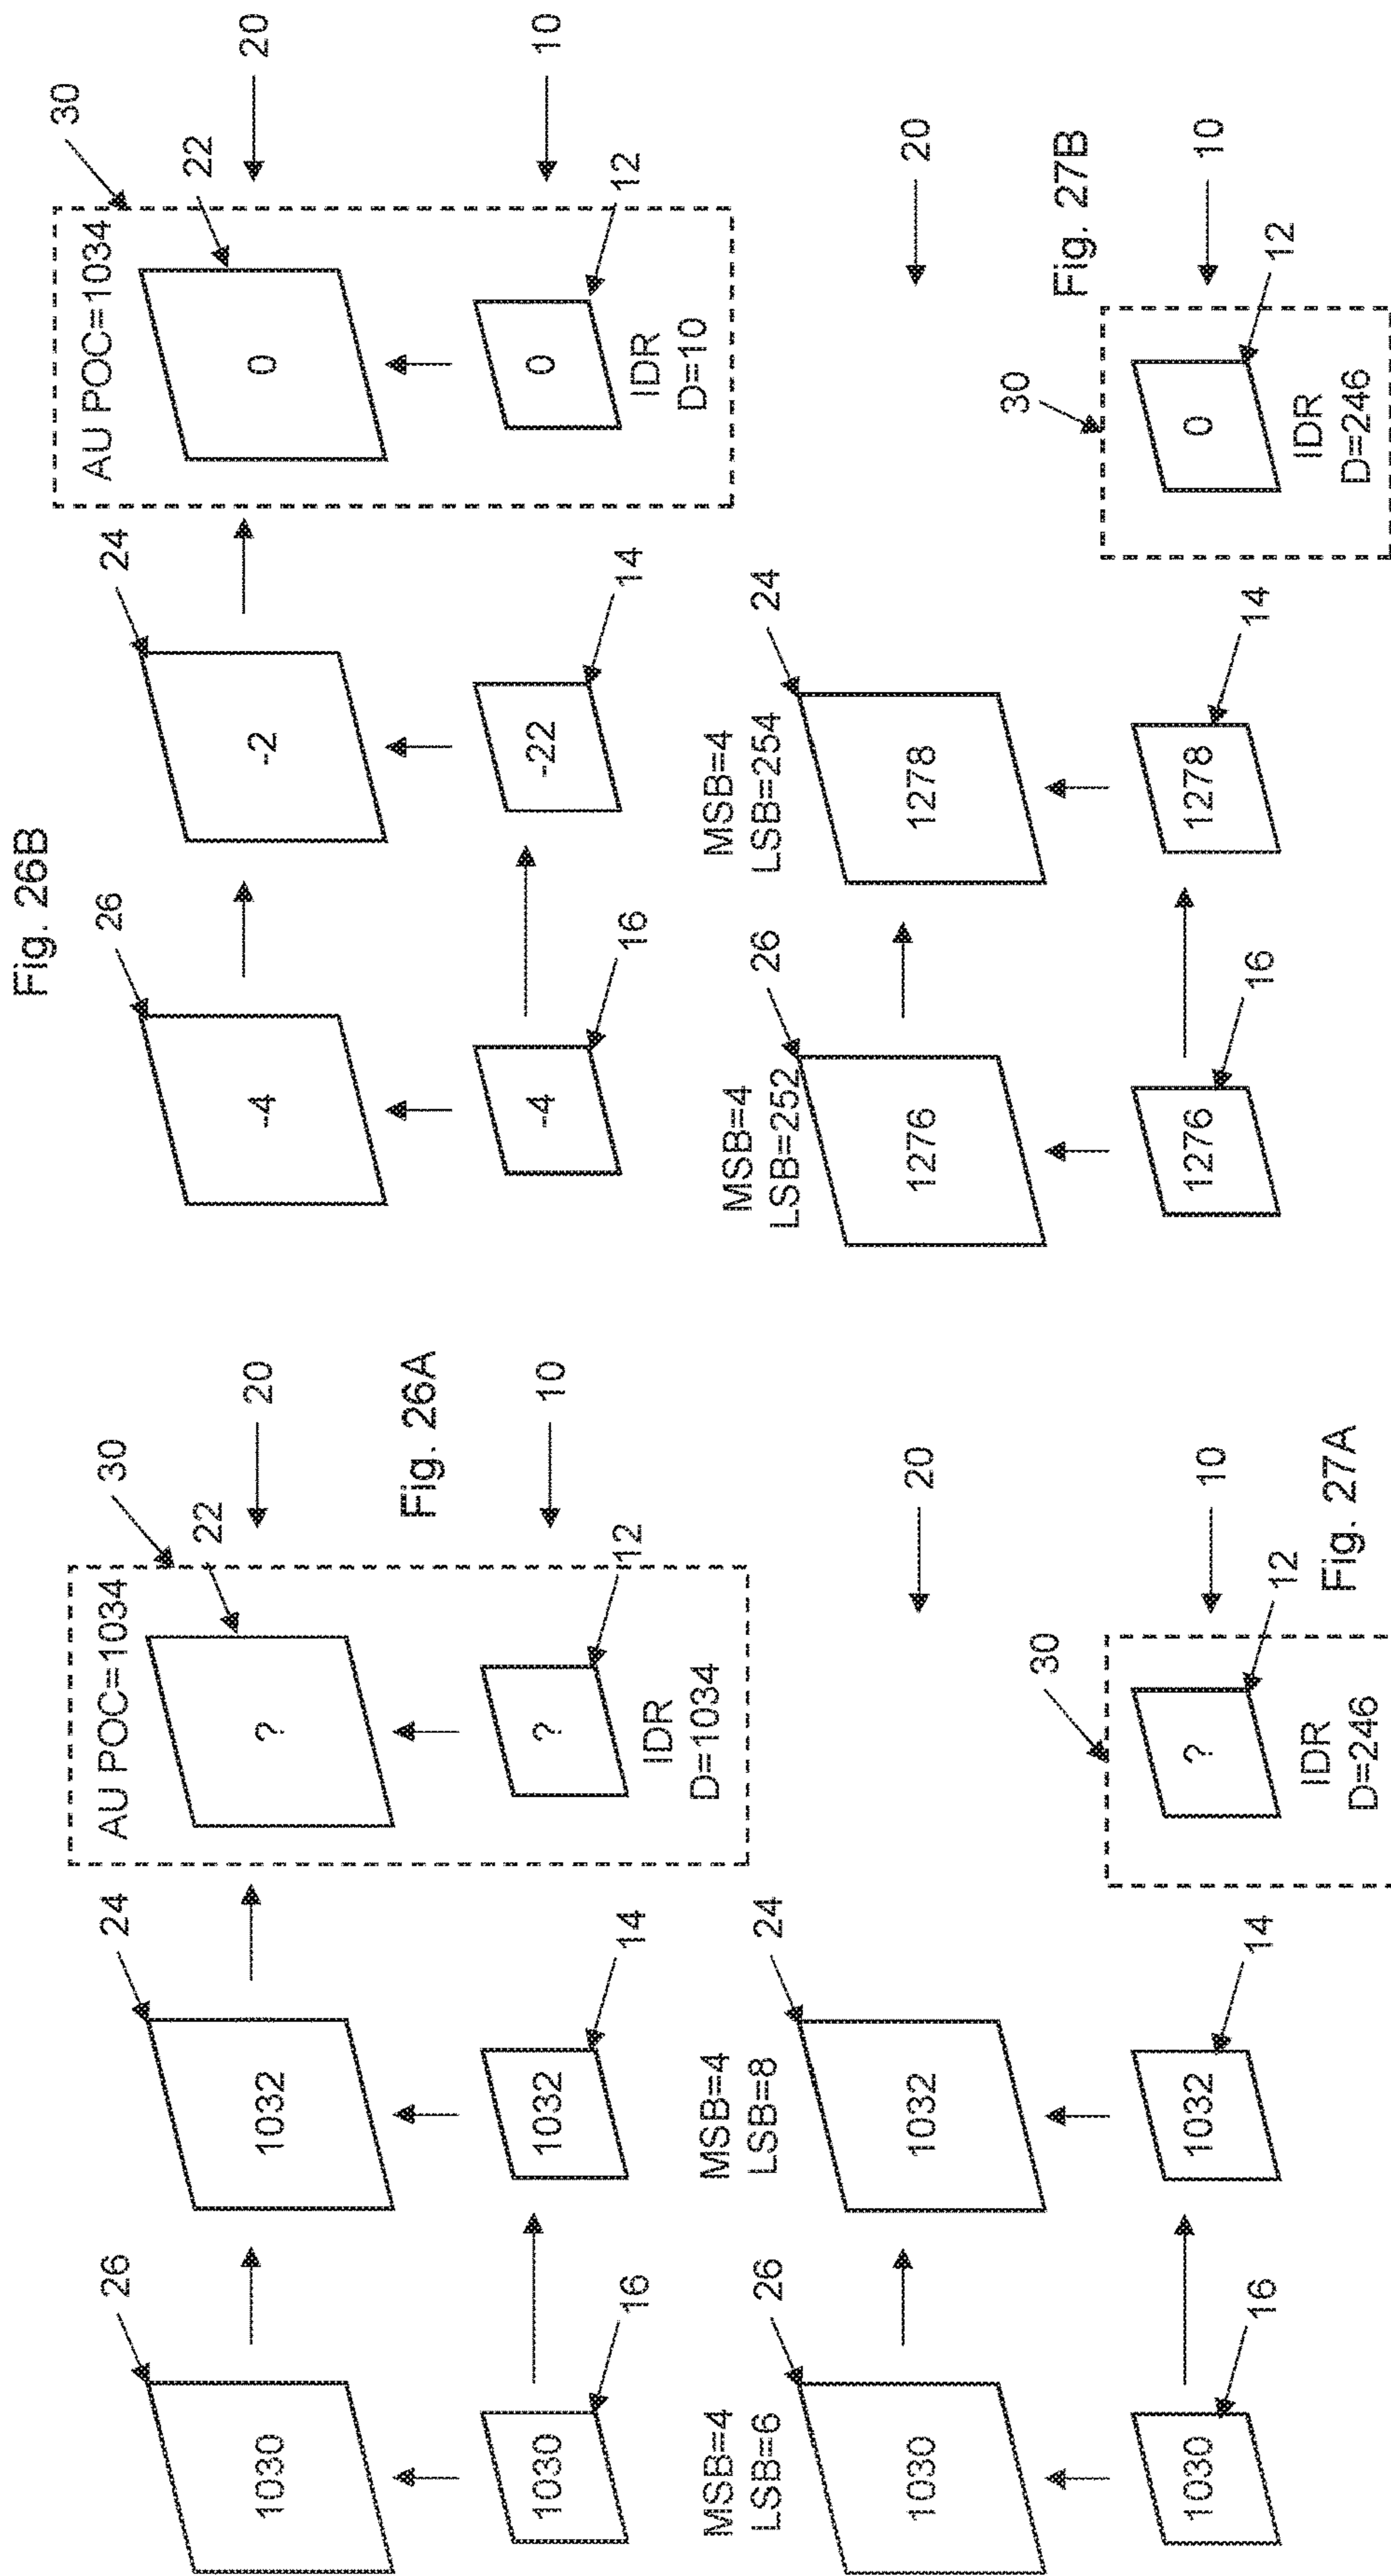 Fig. 26A
26
24
30
AU POC=1034
22
20
1030
1032
?
1030
1032
?
10
16
14
IDR
D=1034
12
Fig. 26B
26
24
30
AU POC=1034
22
20
-4
-2
0
-4
-22
0
10
16
14
IDR
D=10
12
Fig. 27A
MSB=4
LSB=6
26
MSB=4
LSB=8
24
20
1030
1032
30
1030
1032
?
10
16
14
IDR
D=246
12
Fig. 27B
MSB=4
LSB=252
26
MSB=4
LSB=254
24
20
1276
1278
30
1276
1278
0
10
16
14
IDR
D=246
12